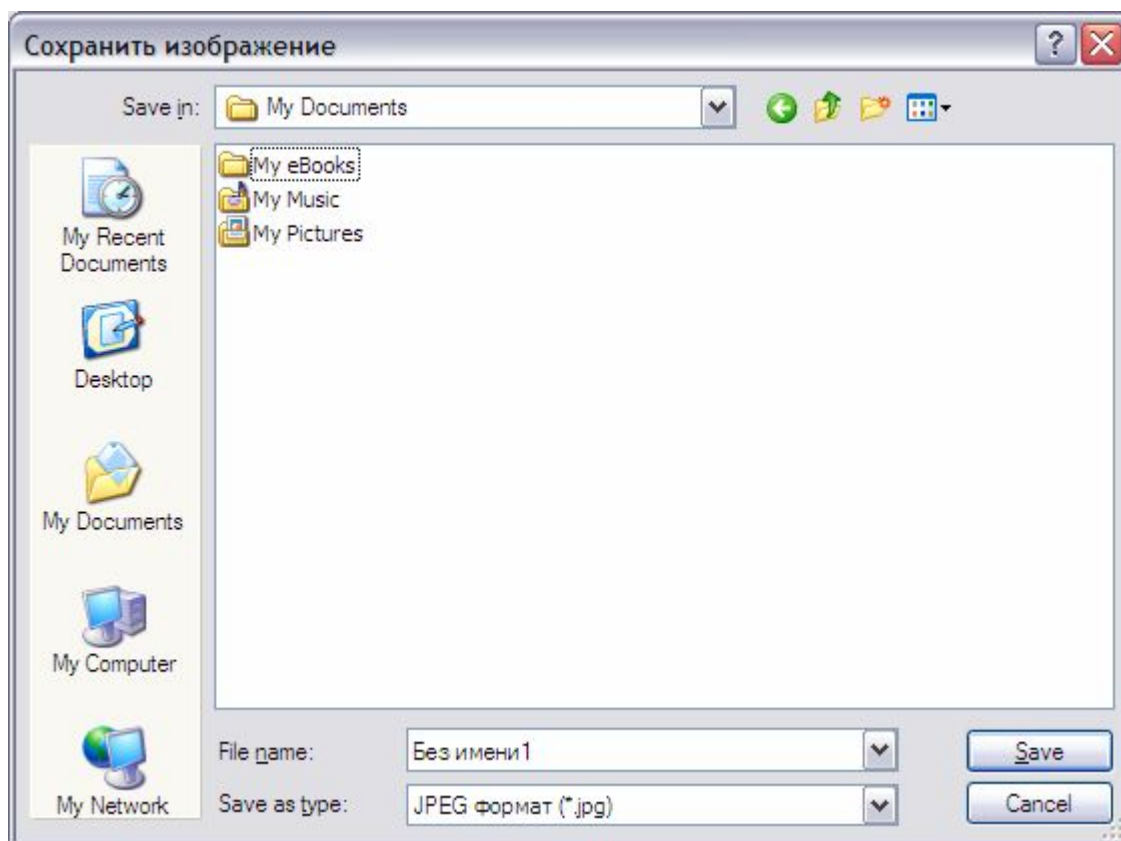 Сохранить изображение
Save in: My Documents
My eBooks
My Music
My Pictures
My Recent
Documents
Desktop
My Documents
My Computer
My Network
File name: Без имени1 Save
Save as type: JPEG формат (*.jpg) Cancel